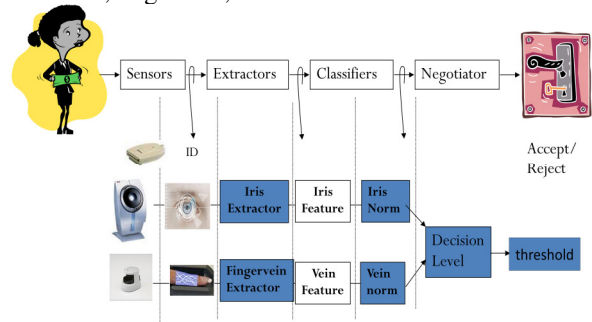 Sensors
Extractors
Classifiers
Negotiator
ID
Accept/
Reject
Iris
Extractor
Iris
Feature
Iris
Norm
Decision
Level
threshold
Fingervein
Extractor
Vein
Feature
Vein
norm